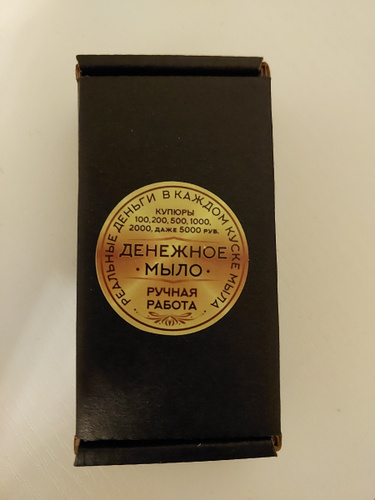 РЕАЛЬНЫЕ ДЕНЬГИ В КАЖДОМ КУСКЕ МЫЛА
КУПЮРЫ
100, 200, 500, 1000,
2000, ДАЖЕ 5000 РУБ.
ДЕНЕЖНОЕ
· МЫЛО ·
РУЧНАЯ
РАБОТА